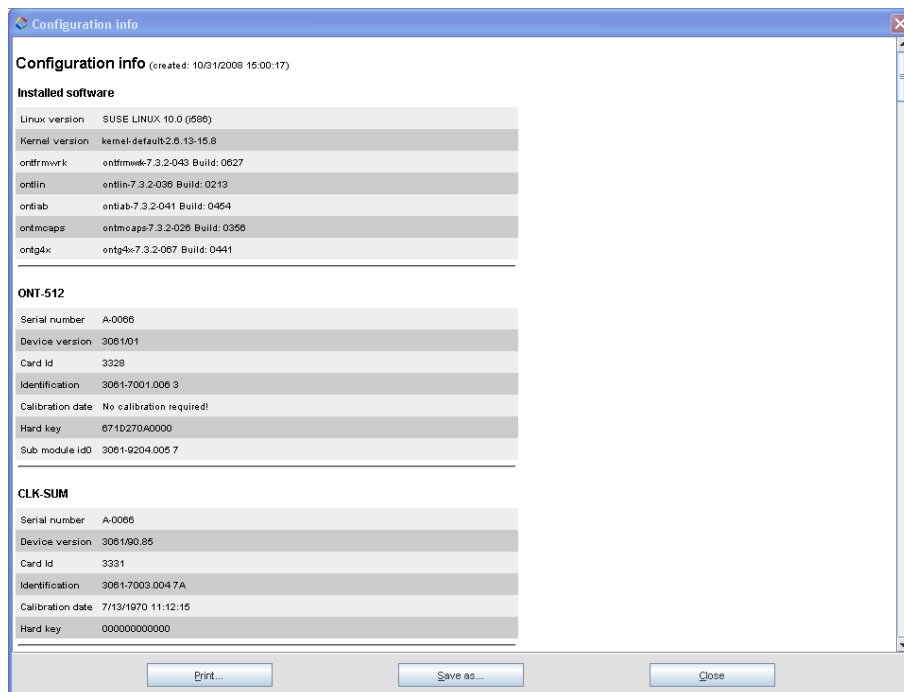 Configuration info
Configuration info (created: 10/31/2008 15:00:17)
Installed software
Linux version SUSE LINUX 10.0 (i586)
Kernel version kernel-default-2.6.13-15.8
ontfrmwrk ontfrmwrk-7.3.2-043 Build: 0627
ontlin ontlin-7.3.2-036 Build: 0213
ontiab ontiab-7.3.2-041 Build: 0454
ontmcaps ontmcaps-7.3.2-026 Build: 0356
ontg4x ontg4x-7.3.2-067 Build: 0441
ONT-512
Serial number A-0066
Device version 3061/01
Card Id 3328
Identification 3061-7001.006 3
Calibration date No calibration required!
Hard key 671D270A0000
Sub module id0 3061-9204.005 7
CLK-SUM
Serial number A-0066
Device version 3061/90.85
Card Id 3331
Identification 3061-7003.004 7A
Calibration date 7/13/1970 11:12:15
Hard key 000000000000
Print... Save as... Close